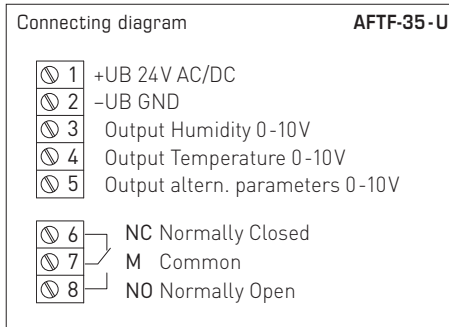 Connecting diagram AFTF-35-U
1 +UB 24V AC/DC
2 –UB GND
3 Output Humidity 0-10V
4 Output Temperature 0-10V
5 Output altern. parameters 0-10V
6 NC Normally Closed
7 M Common
8 NO Normally Open